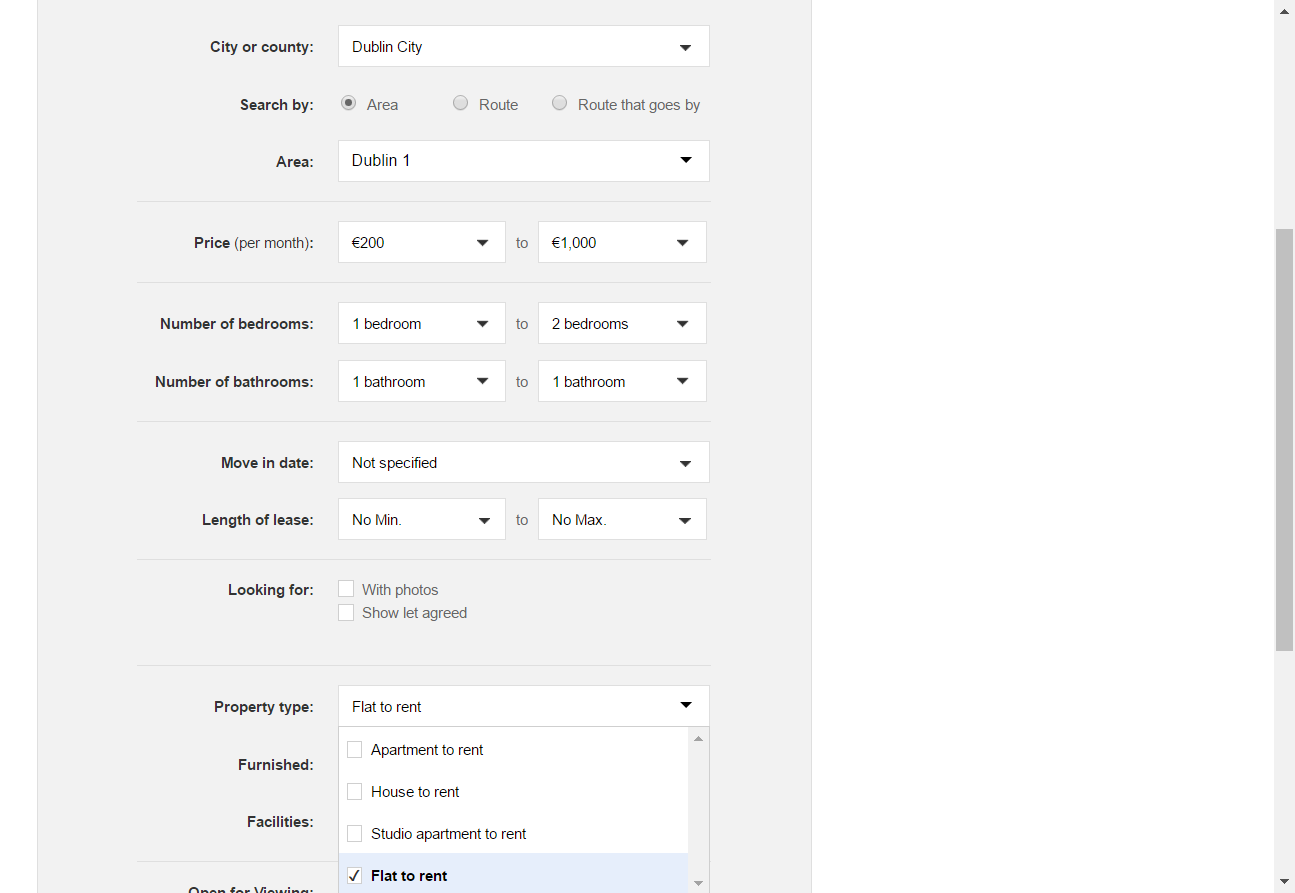 City or county: Dublin City
Search by: Area Route Route that goes by
Area: Dublin 1
Price (per month): €200 to €1,000
Number of bedrooms: 1 bedroom to 2 bedrooms
Number of bathrooms: 1 bathroom to 1 bathroom
Move in date: Not specified
Length of lease: No Min. to No Max.
Looking for: With photos
Show let agreed
Property type: Flat to rent
Apartment to rent
Furnished:
House to rent
Facilities:
Studio apartment to rent
Flat to rent
Open for Viewing: